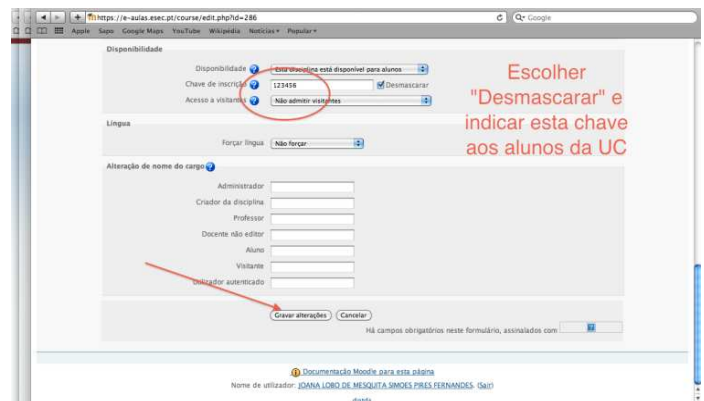 https://e-aulas.esec.pt/course/edit.php?id=286
Google
Apple Sapo Google Maps YouTube Wikipédia Notícias Popular
Disponibilidade
Disponibilidade Esta disciplina está disponível para alunos
Chave de inscrição 123456 Desmascarar
Acesso a visitantes Não admitir visitantes
Escolher
"Desmascarar" e
indicar esta chave
aos alunos da UC
Língua
Forçar língua Não forçar
Alteração de nome do cargo
Administrador
Criador da disciplina
Professor
Docente não editor
Aluno
Visitante
Utilizador autenticado
Gravar alterações Cancelar
Há campos obrigatórios neste formulário, assinalados com
Documentação Moodle para esta página
Nome de utilizador: JOANA LOBO DE MESQUITA SIMOES PIRES FERNANDES. (Sair)